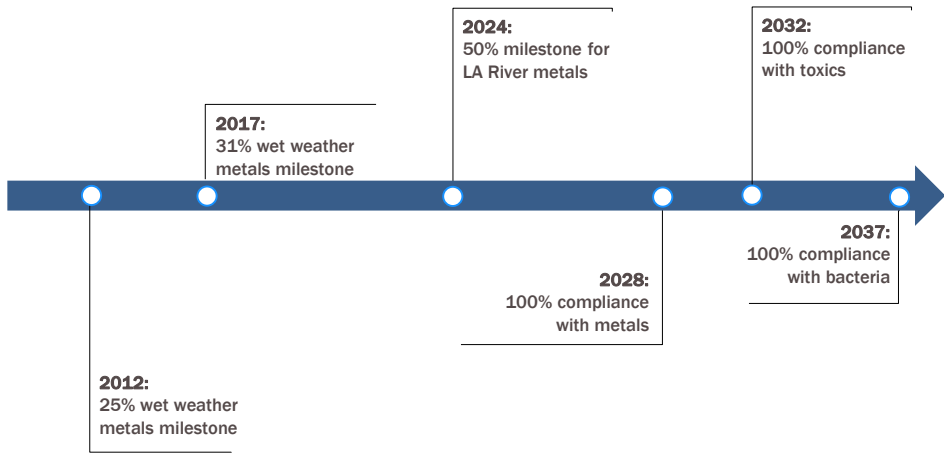 2012:
25% wet weather
metals milestone
2017:
31% wet weather
metals milestone
2024:
50% milestone for
LA River metals
2028:
100% compliance
with metals
2032:
100% compliance
with toxics
2037:
100% compliance
with bacteria